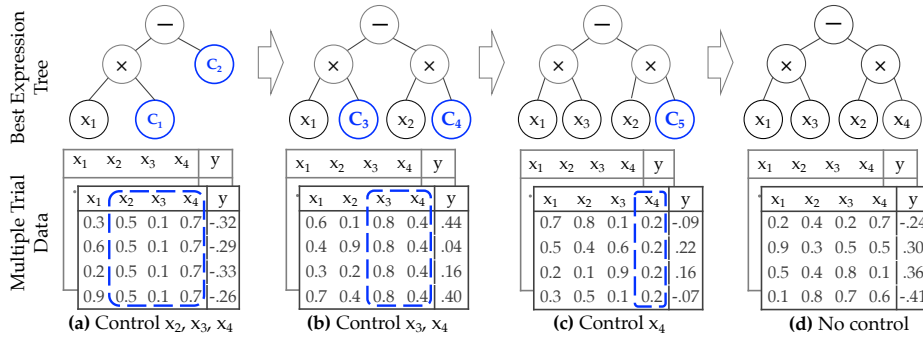 Best Expression Tree
− − − −
× C₂ × × × × × ×
x₁ C₁ x₁ C₃ x₂ C₄ x₁ x₃ x₂ C₅ x₁ x₃ x₂ x₄
Multiple Trial Data
x₁ x₂ x₃ x₄ y x₁ x₂ x₃ x₄ y x₁ x₂ x₃ x₄ y x₁ x₂ x₃ x₄ y
x₁ x₂ x₃ x₄ y x₁ x₂ x₃ x₄ y x₁ x₂ x₃ x₄ y x₁ x₂ x₃ x₄ y
0.3 0.5 0.1 0.7 -.32 0.6 0.1 0.8 0.4 .44 0.7 0.8 0.1 0.2 -.09 0.2 0.4 0.2 0.7 -.24
0.6 0.5 0.1 0.7 -.29 0.4 0.9 0.8 0.4 .04 0.5 0.4 0.6 0.2 .22 0.9 0.3 0.5 0.5 .30
0.2 0.5 0.1 0.7 -.33 0.3 0.2 0.8 0.4 .16 0.2 0.1 0.9 0.2 .16 0.5 0.4 0.8 0.1 .36
0.9 0.5 0.1 0.7 -.26 0.7 0.4 0.8 0.4 .40 0.3 0.5 0.1 0.2 -.07 0.1 0.8 0.7 0.6 -.41
(a) Control x₂, x₃, x₄ (b) Control x₃, x₄ (c) Control x₄ (d) No control